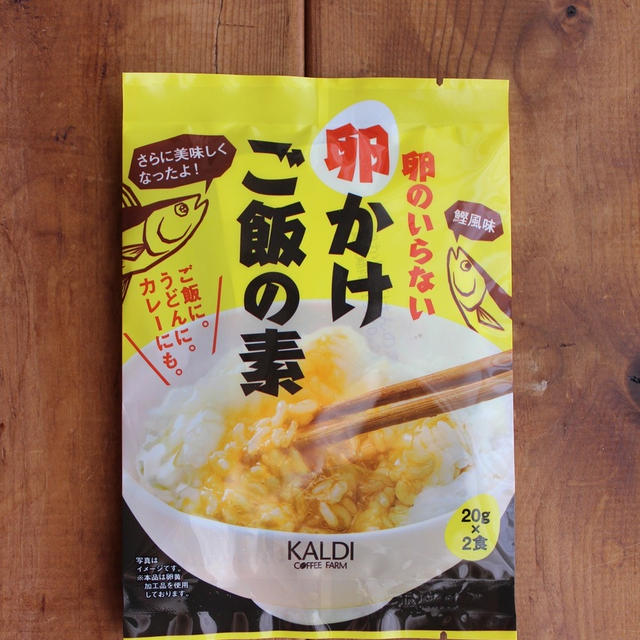 卵のいらない
卵かけ
ご飯の素
さらに美味しく
なったよ！
鰹風味
ご飯に。
うどんに。
カレーにも。
20g
×
2食
KALDI
COFFEE FARM
写真は
イメージです。
※本品は卵黄
加工品を使用
しております。